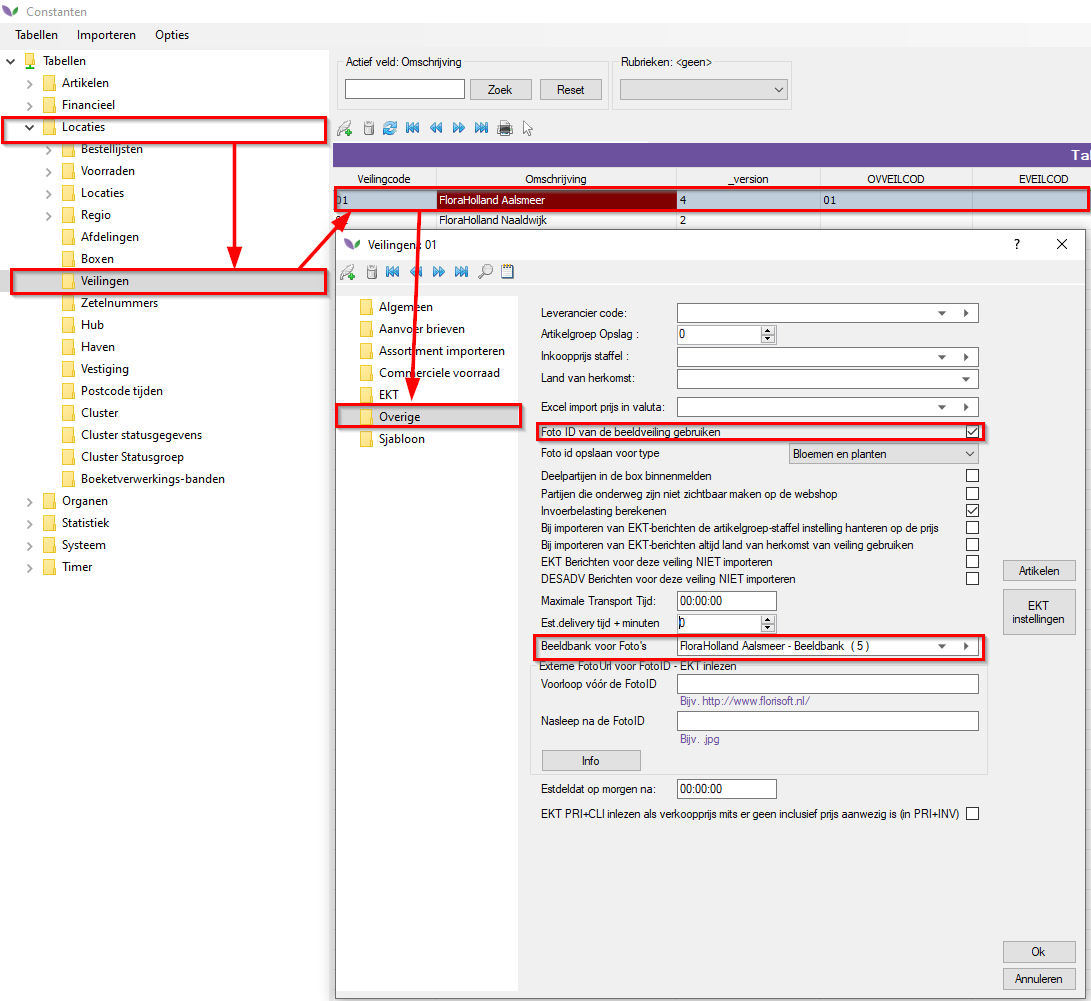 Constanten
Tabellen Importeren Opties
Tabellen
Artikelen
Financieel
Locaties
Bestellijsten
Voorraden
Locaties
Regio
Afdelingen
Boxen
Veilingen
Zetelnummers
Hub
Haven
Vestiging
Postcode tijden
Cluster
Cluster statusgegevens
Cluster Statusgroep
Boeketverwerkings-banden
Organen
Statistiek
Systeem
Timer
Actief veld: Omschrijving
Zoek Reset
Rubrieken: <geen>
Veilingcode Omschrijving _version OVVEILCOD EVEILCOD
01 FloraHolland Aalsmeer 4 01
FloraHolland Naaldwijk 2
Veilingen: 01
?
Algemeen
Aanvoer brieven
Assortiment importeren
Commerciele voorraad
EKT
Overige
Sjabloon
Leverancier code:
Artikelgroep Opslag : 0
Inkoopprijs staffel :
Land van herkomst:
Excel import prijs in valuta:
Foto ID van de beeldveiling gebruiken
Foto id opslaan voor type Bloemen en planten
Deelpartijen in de box binnenmelden
Partijen die onderweg zijn niet zichtbaar maken op de webshop
Invoerbelasting berekenen
Bij importeren van EKT-berichten de artikelgroep-staffel instelling hanteren op de prijs
Bij importeren van EKT-berichten altijd land van herkomst van veiling gebruiken
EKT Berichten voor deze veiling NIET importeren
DESADV Berichten voor deze veiling NIET importeren
Maximale Transport Tijd: 00:00:00
Est.delivery tijd + minuten 0
Beeldbank voor Foto's FloraHolland Aalsmeer - Beeldbank ( 5 )
Externe FotoUrl voor FotoID - EKT inlezen
Voorloop vóór de FotoID
Bijv. http://www.florisoft.nl/
Nasleep na de FotoID
Bijv. .jpg
Info
Estdeldat op morgen na: 00:00:00
EKT PRI+CLI inlezen als verkoopprijs mits er geen inclusief prijs aanwezig is (in PRI+INV)
Artikelen
EKT
instellingen
Ok
Annuleren